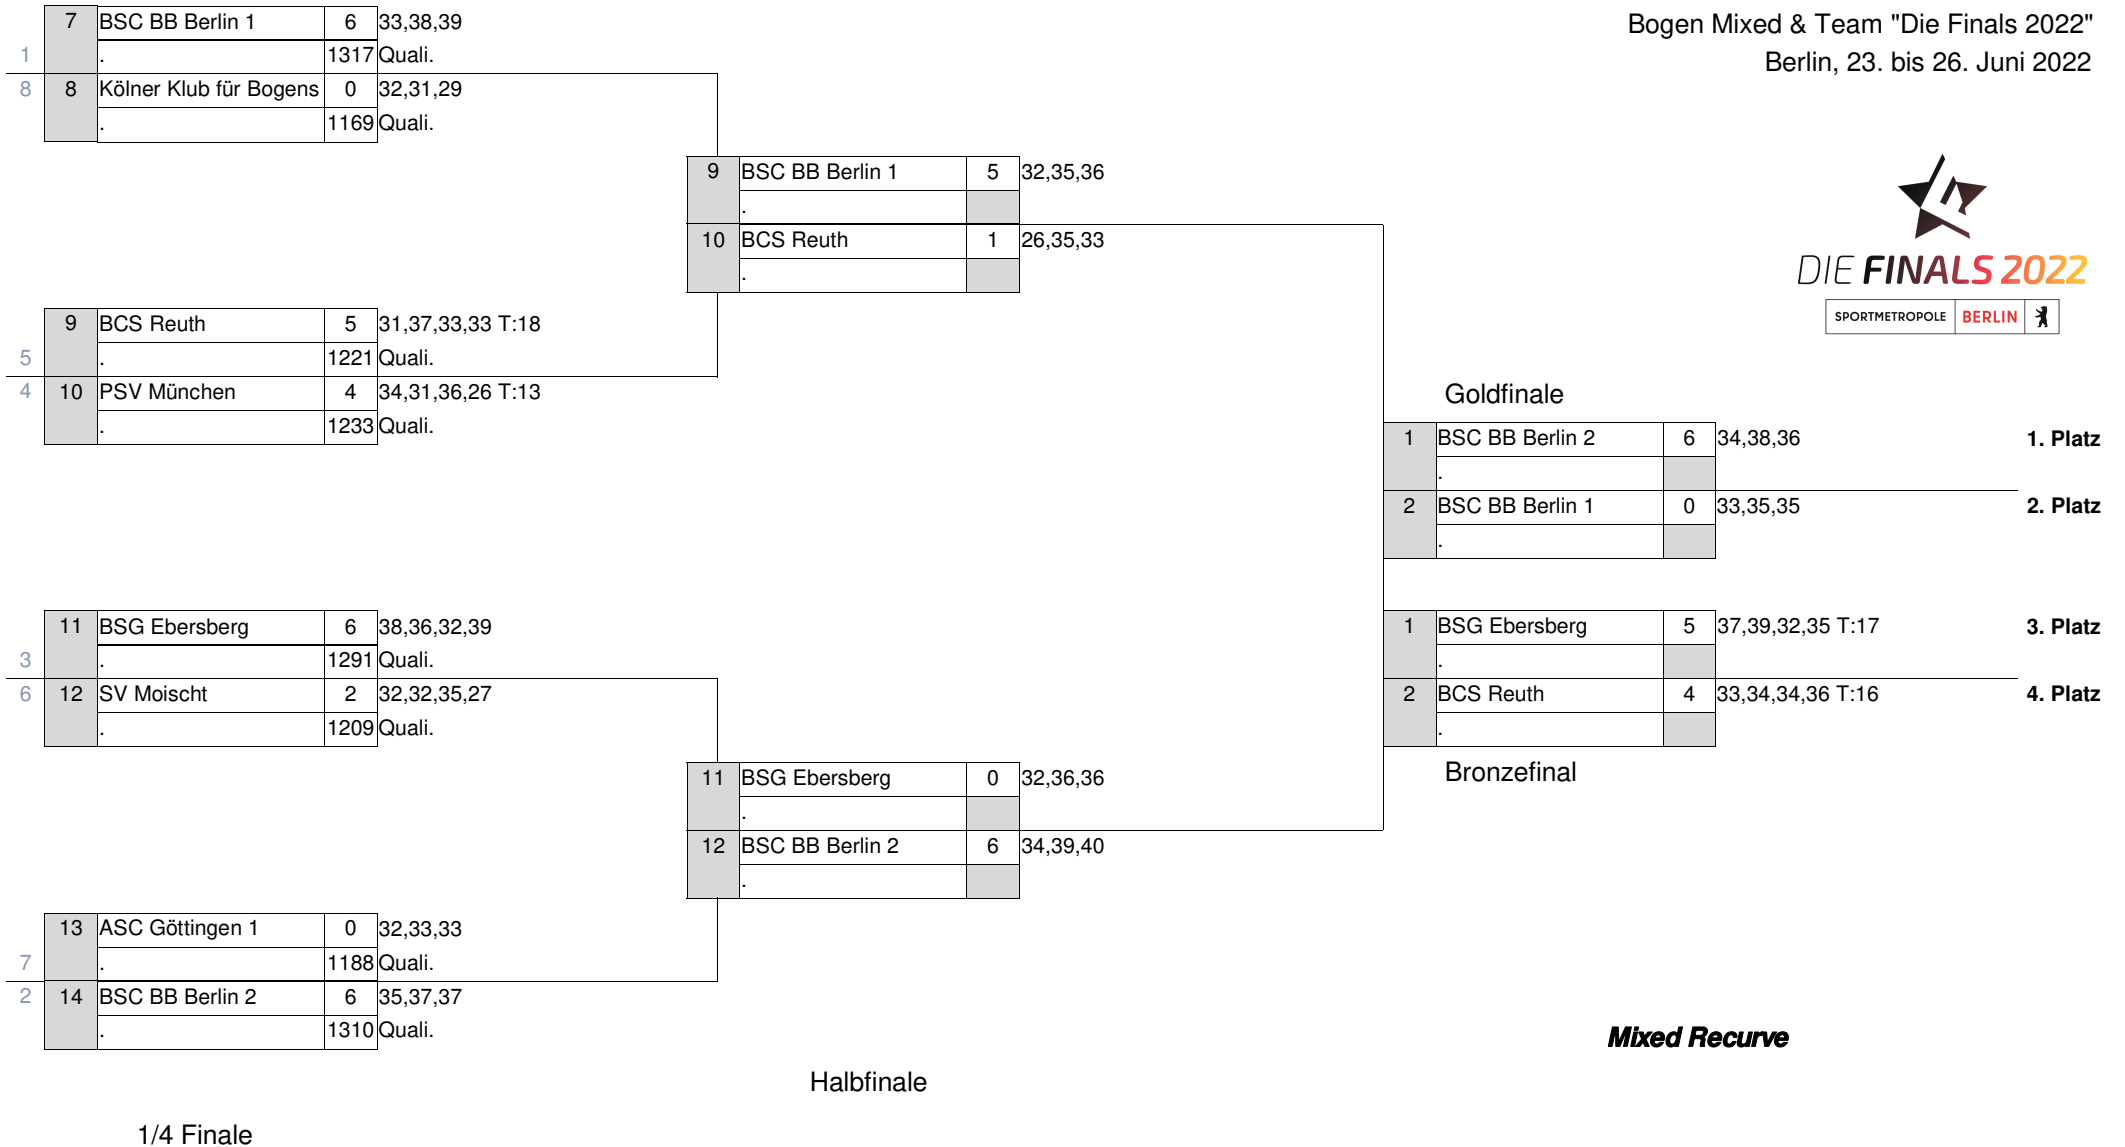 Bogen Mixed & Team "Die Finals 2022"
Berlin, 23. bis 26. Juni 2022
7 BSC BB Berlin 1 6 33,38,39
1 . 1317 Quali.
8 8 Kölner Klub für Bogens 0 32,31,29
. 1169 Quali.
9 BSC BB Berlin 1 5 32,35,36
.
10 BCS Reuth 1 26,35,33
.
DIE FINALS 2022
SPORTMETROPOLE BERLIN
9 BCS Reuth 5 31,37,33,33 T:18
5 . 1221 Quali.
4 10 PSV München 4 34,31,36,26 T:13
. 1233 Quali.
Goldfinale
1 BSC BB Berlin 2 6 34,38,36 1. Platz
.
2 BSC BB Berlin 1 0 33,35,35 2. Platz
.
11 BSG Ebersberg 6 38,36,32,39
3 . 1291 Quali.
6 12 SV Moischt 2 32,32,35,27
. 1209 Quali.
1 BSG Ebersberg 5 37,39,32,35 T:17 3. Platz
.
2 BCS Reuth 4 33,34,34,36 T:16 4. Platz
.
Bronzefinal
11 BSG Ebersberg 0 32,36,36
.
12 BSC BB Berlin 2 6 34,39,40
.
13 ASC Göttingen 1 0 32,33,33
7 . 1188 Quali.
2 14 BSC BB Berlin 2 6 35,37,37
. 1310 Quali.
Mixed Recurve
Halbfinale
1/4 Finale